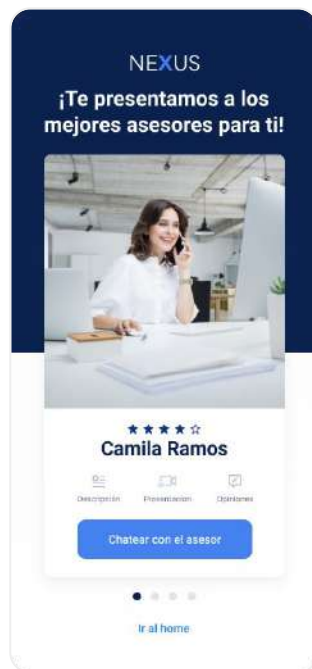 NEXUS
¡Te presentamos a los
mejores asesores para ti!
Camila Ramos
Descripción Presentación Opiniones
Chatear con el asesor
Ir al home